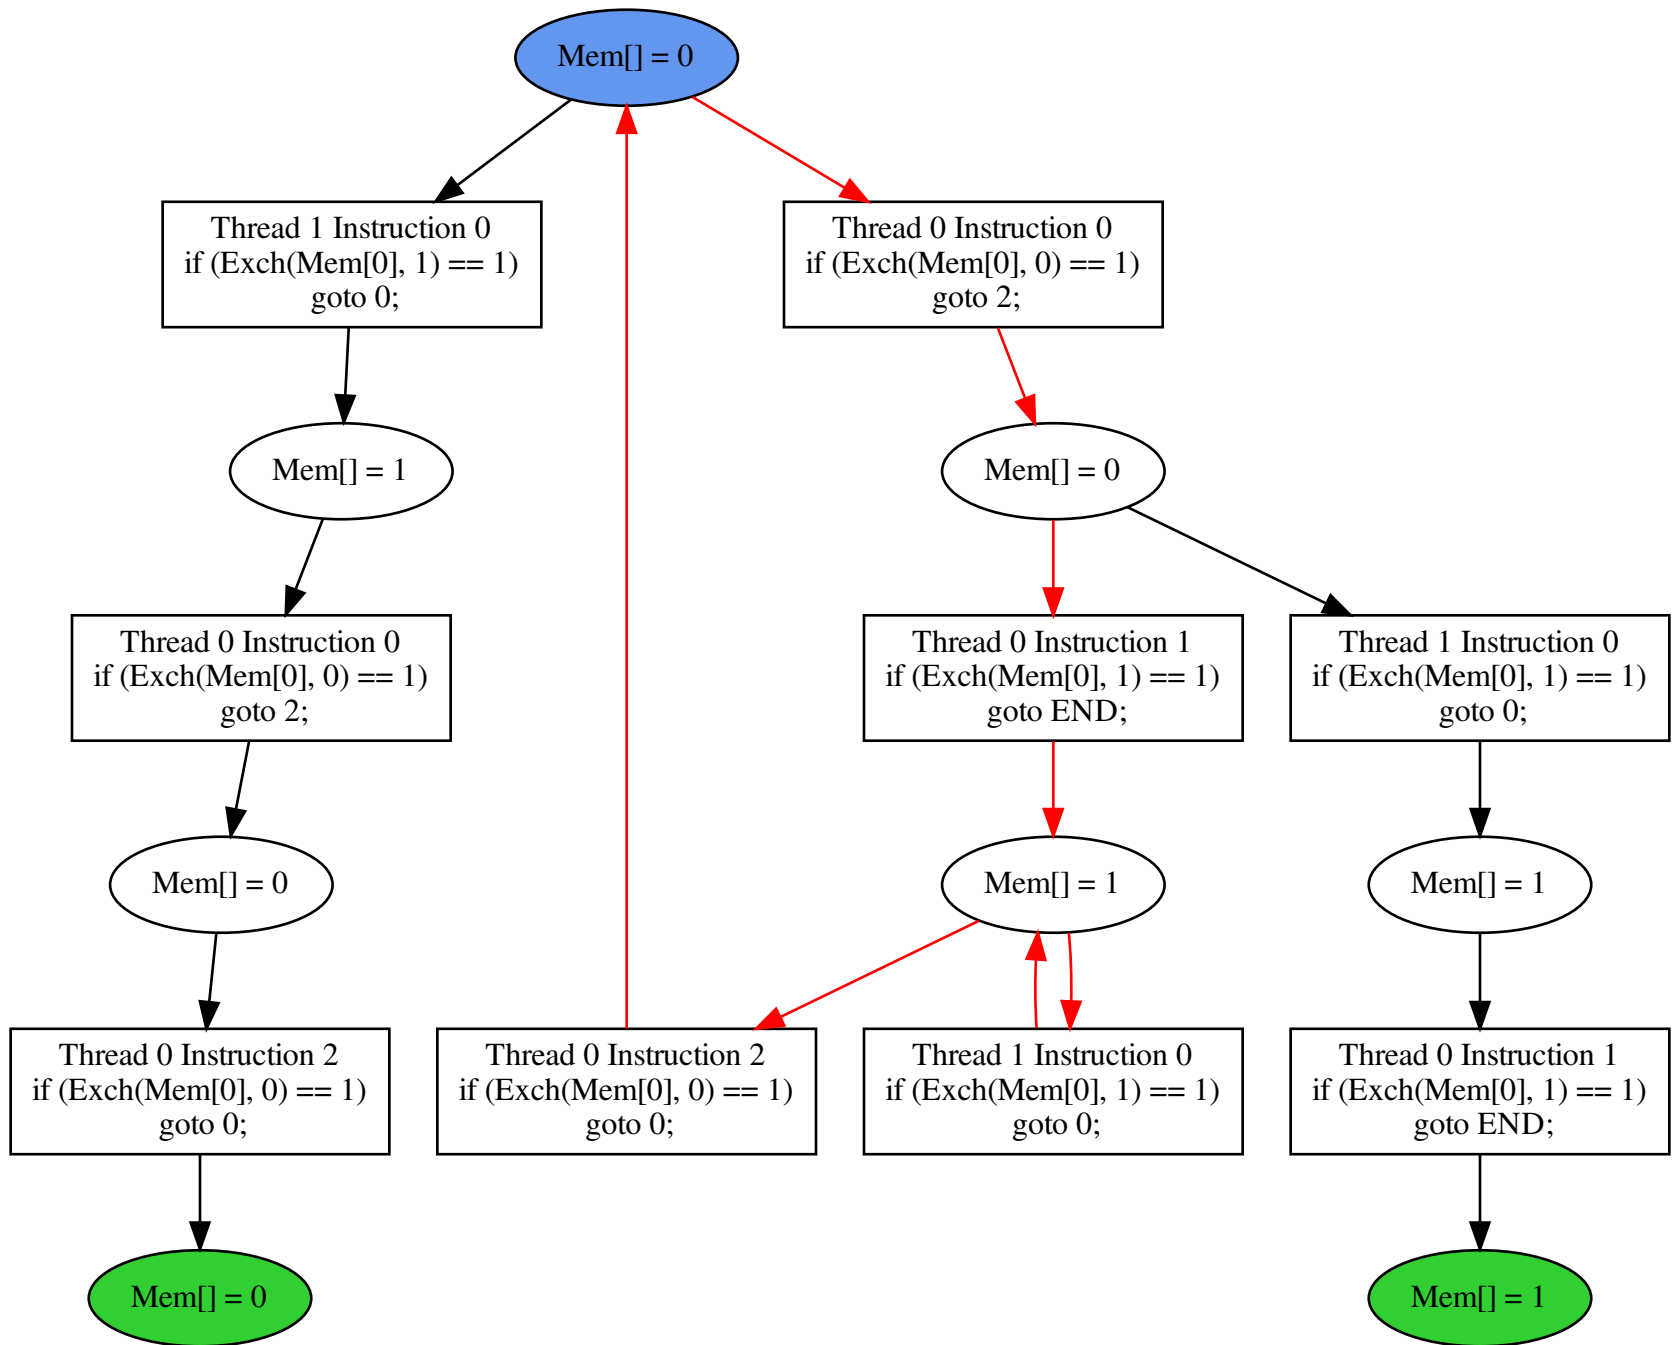 Mem[] = 0
Thread 1 Instruction 0
if (Exch(Mem[0], 1) == 1)
goto 0;
Thread 0 Instruction 0
if (Exch(Mem[0], 0) == 1)
goto 2;
Mem[] = 1
Mem[] = 0
Thread 0 Instruction 0
if (Exch(Mem[0], 0) == 1)
goto 2;
Thread 0 Instruction 1
if (Exch(Mem[0], 1) == 1)
goto END;
Thread 1 Instruction 0
if (Exch(Mem[0], 1) == 1)
goto 0;
Mem[] = 0
Mem[] = 1
Mem[] = 1
Thread 0 Instruction 2
if (Exch(Mem[0], 0) == 1)
goto 0;
Thread 0 Instruction 2
if (Exch(Mem[0], 0) == 1)
goto 0;
Thread 1 Instruction 0
if (Exch(Mem[0], 1) == 1)
goto 0;
Thread 0 Instruction 1
if (Exch(Mem[0], 1) == 1)
goto END;
Mem[] = 0
Mem[] = 1